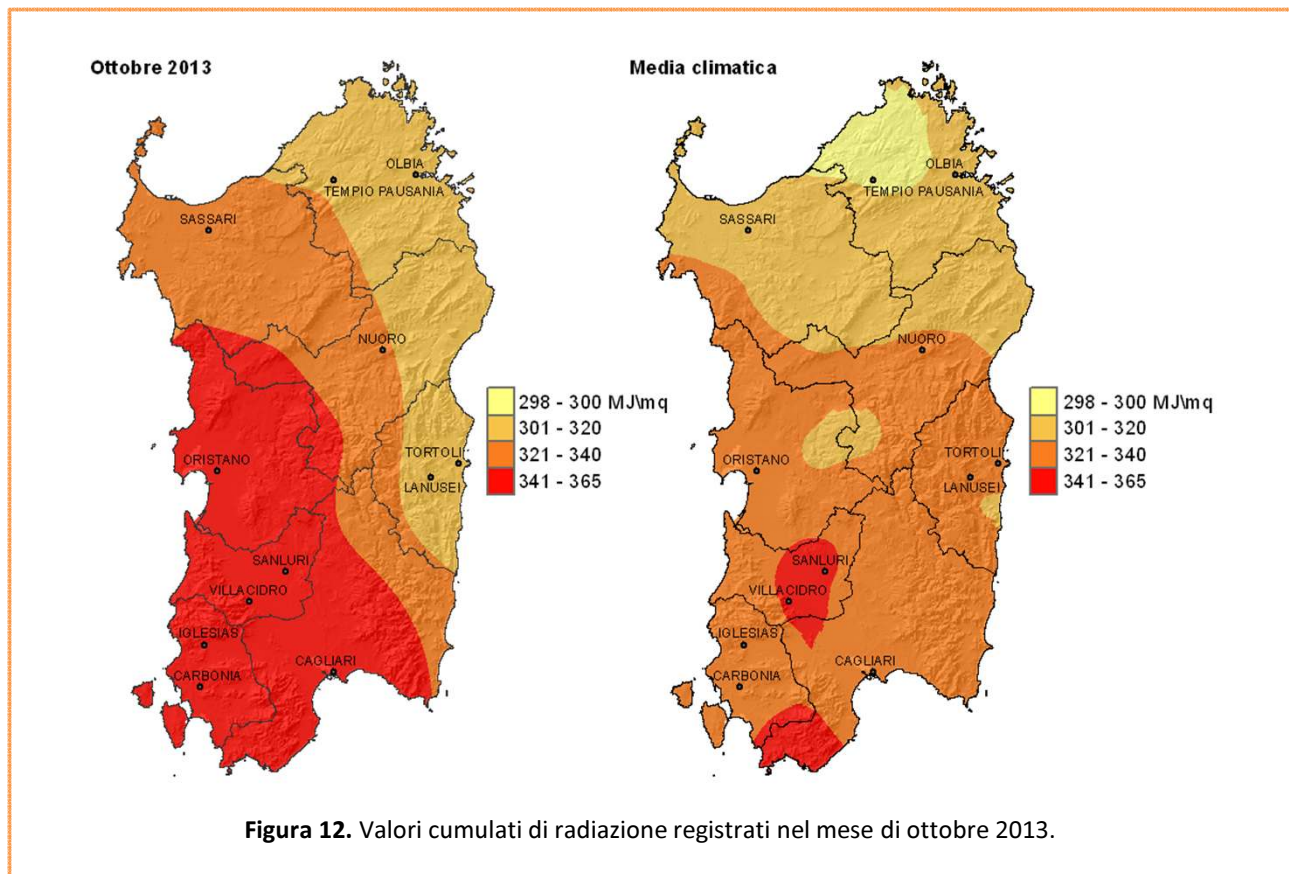 Ottobre 2013
OLBIA
TEMPIO PAUSANIA
SASSARI
NUORO
ORISTANO
TORTOLI
LANUSEI
SANLURI
VILLACIDRO
IGLESIAS
CAGLIARI
CARBONIA
298 - 300 MJ\mq
301 - 320
321 - 340
341 - 365
Media climatica
OLBIA
TEMPIO PAUSANIA
SASSARI
NUORO
ORISTANO
TORTOLI
LANUSEI
SANLURI
VILLACIDRO
IGLESIAS
CAGLIARI
CARBONIA
298 - 300 MJ\mq
301 - 320
321 - 340
341 - 365
Figura 12. Valori cumulati di radiazione registrati nel mese di ottobre 2013.